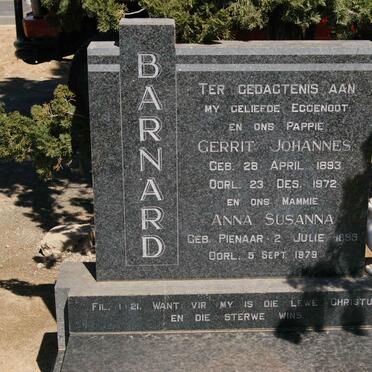 BARNARD
TER GEDAGTENIS AAN
MY GELIEFDE EGGENOOT
EN ONS PAPPIE
GERRIT JOHANNES
GEB. 28 APRIL 1893
OORL. 23 DES. 1972
EN ONS MAMMIE
ANNA SUSANNA
GEB. PIENAAR 2 JULIE 1899
OORL. 5 SEPT. 1979
FIL. 1:21. WANT VIR MY IS DIE LEWE CHRISTU
EN DIE STERWE WINS.